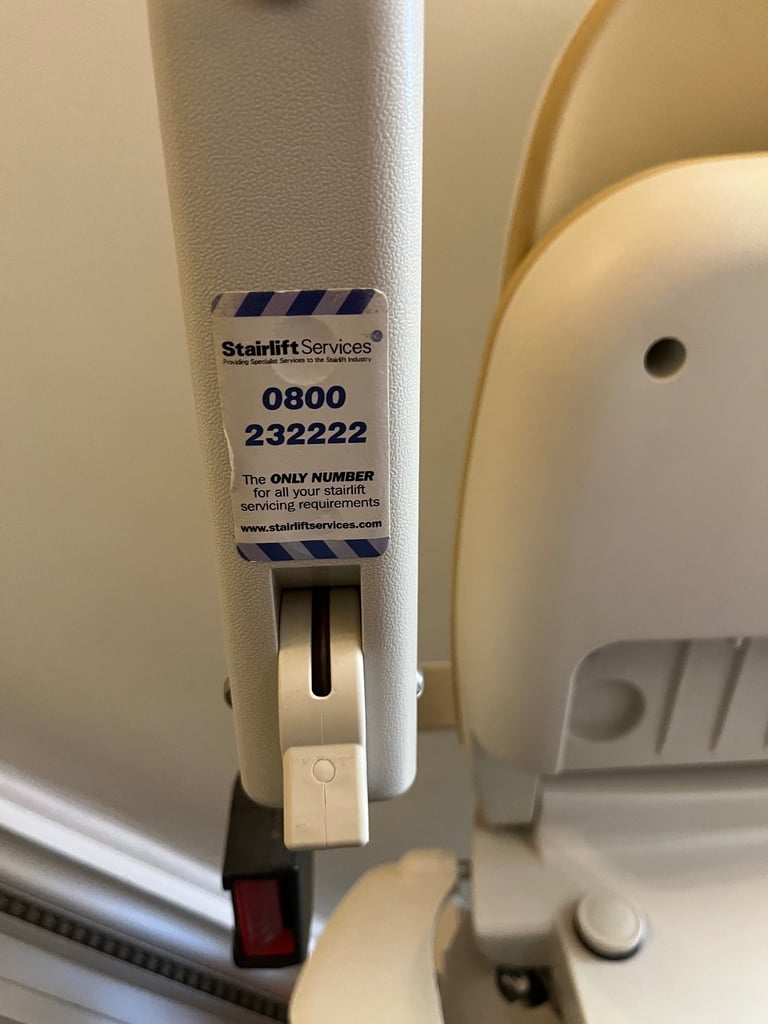 Stairlift Services
Providing Specialist Services to the Stairlift Industry
0800
232222
The ONLY NUMBER
for all your stairlift
servicing requirements
www.stairliftservices.com